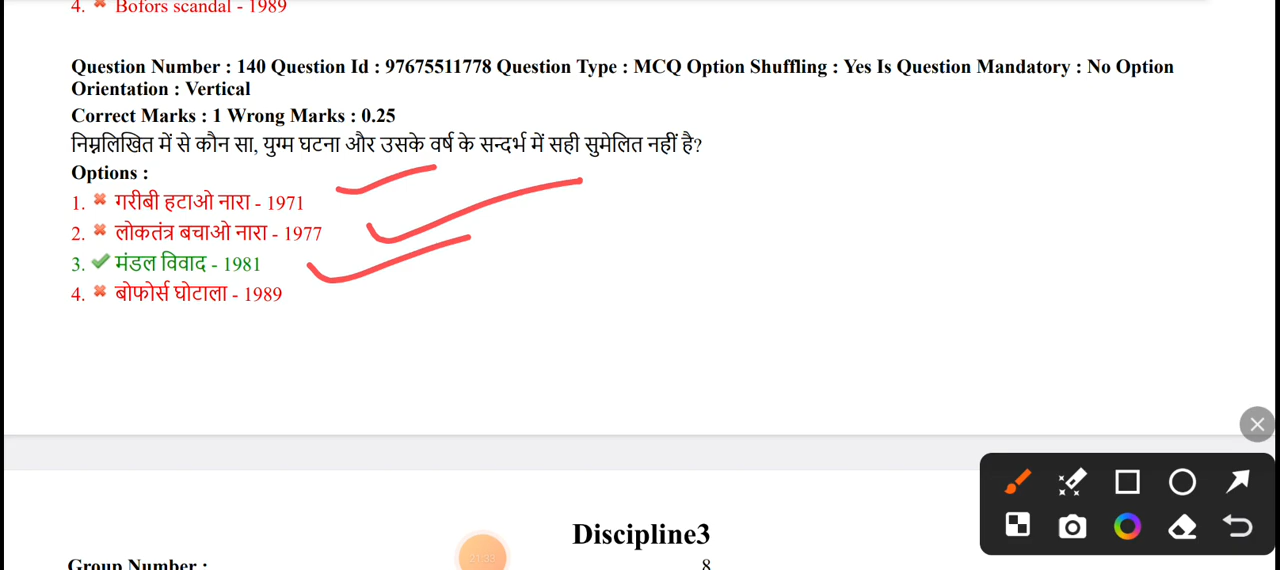 4. Bofors scandal - 1989
Question Number : 140 Question Id : 97675511778 Question Type : MCQ Option Shuffling : Yes Is Question Mandatory : No Option
Orientation : Vertical
Correct Marks : 1 Wrong Marks : 0.25
निम्नलिखित में से कौन सा, युग्म घटना और उसके वर्ष के सन्दर्भ में सही सुमेलित नहीं है?
Options :
1. गरीबी हटाओ नारा - 1971
2. लोकतंत्र बचाओ नारा - 1977
3. मंडल विवाद - 1981
4. बोफोर्स घोटाला - 1989
Discipline3
Group Number : 8